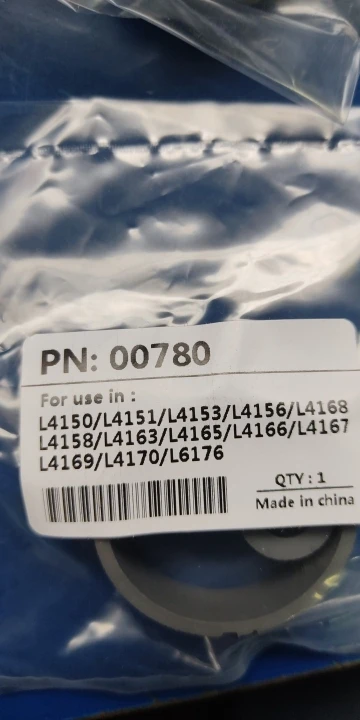 PN: 00780
For use in :
L4150/L4151/L4153/L4156/L4168
L4158/L4163/L4165/L4166/L4167
L4169/L4170/L6176
QTY : 1
Made in china